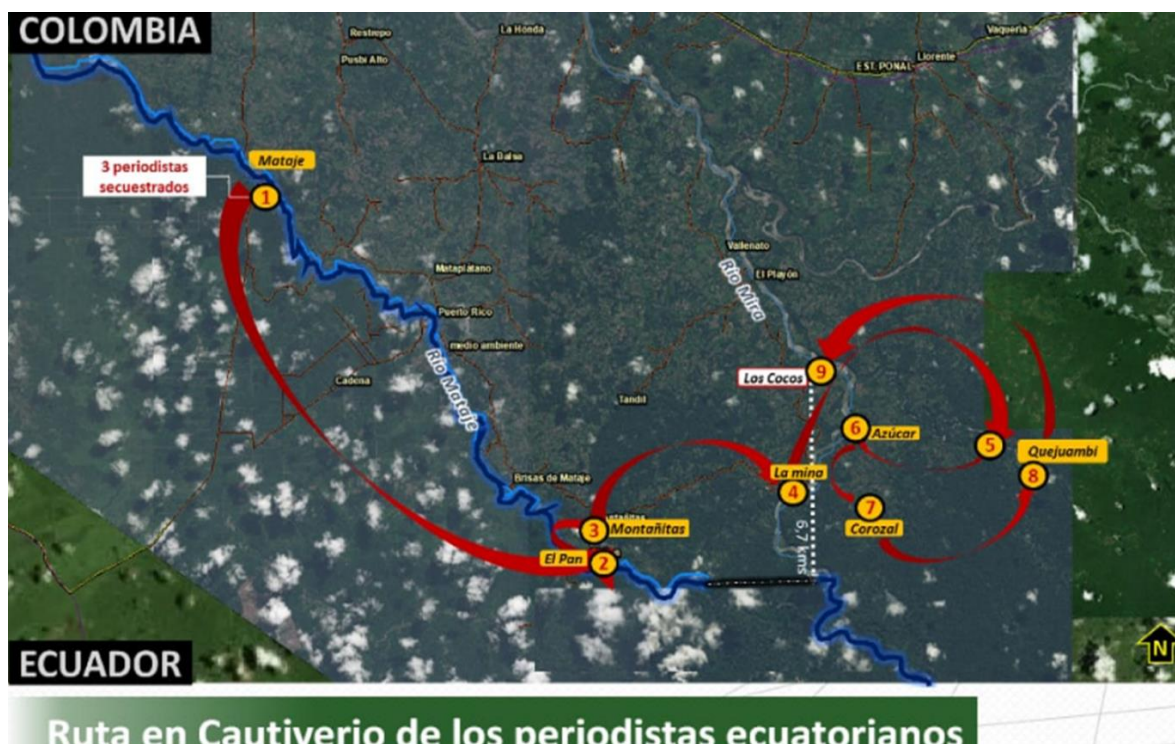 COLOMBIA
Restrepo
La Honda
Vaqueria
Pusbi Alto
EST. PONAL
Llorente
3 periodistas
secuestrados
Mataje
1
La Balsa
Mataplátano
Puerto Rico
medio ambiente
Cadena
Río Mataje
Vallenato
El Playón
Río Mira
Los Cocos
9
Tandil
6
Azúcar
5
Quejuambi
8
La mina
4
7
Corozal
Brisas de Mataje
3
Montañitas
El Pan
2
6.7 kms
ECUADOR
N
Ruta en Cautiverio de los periodistas ecuatorianos